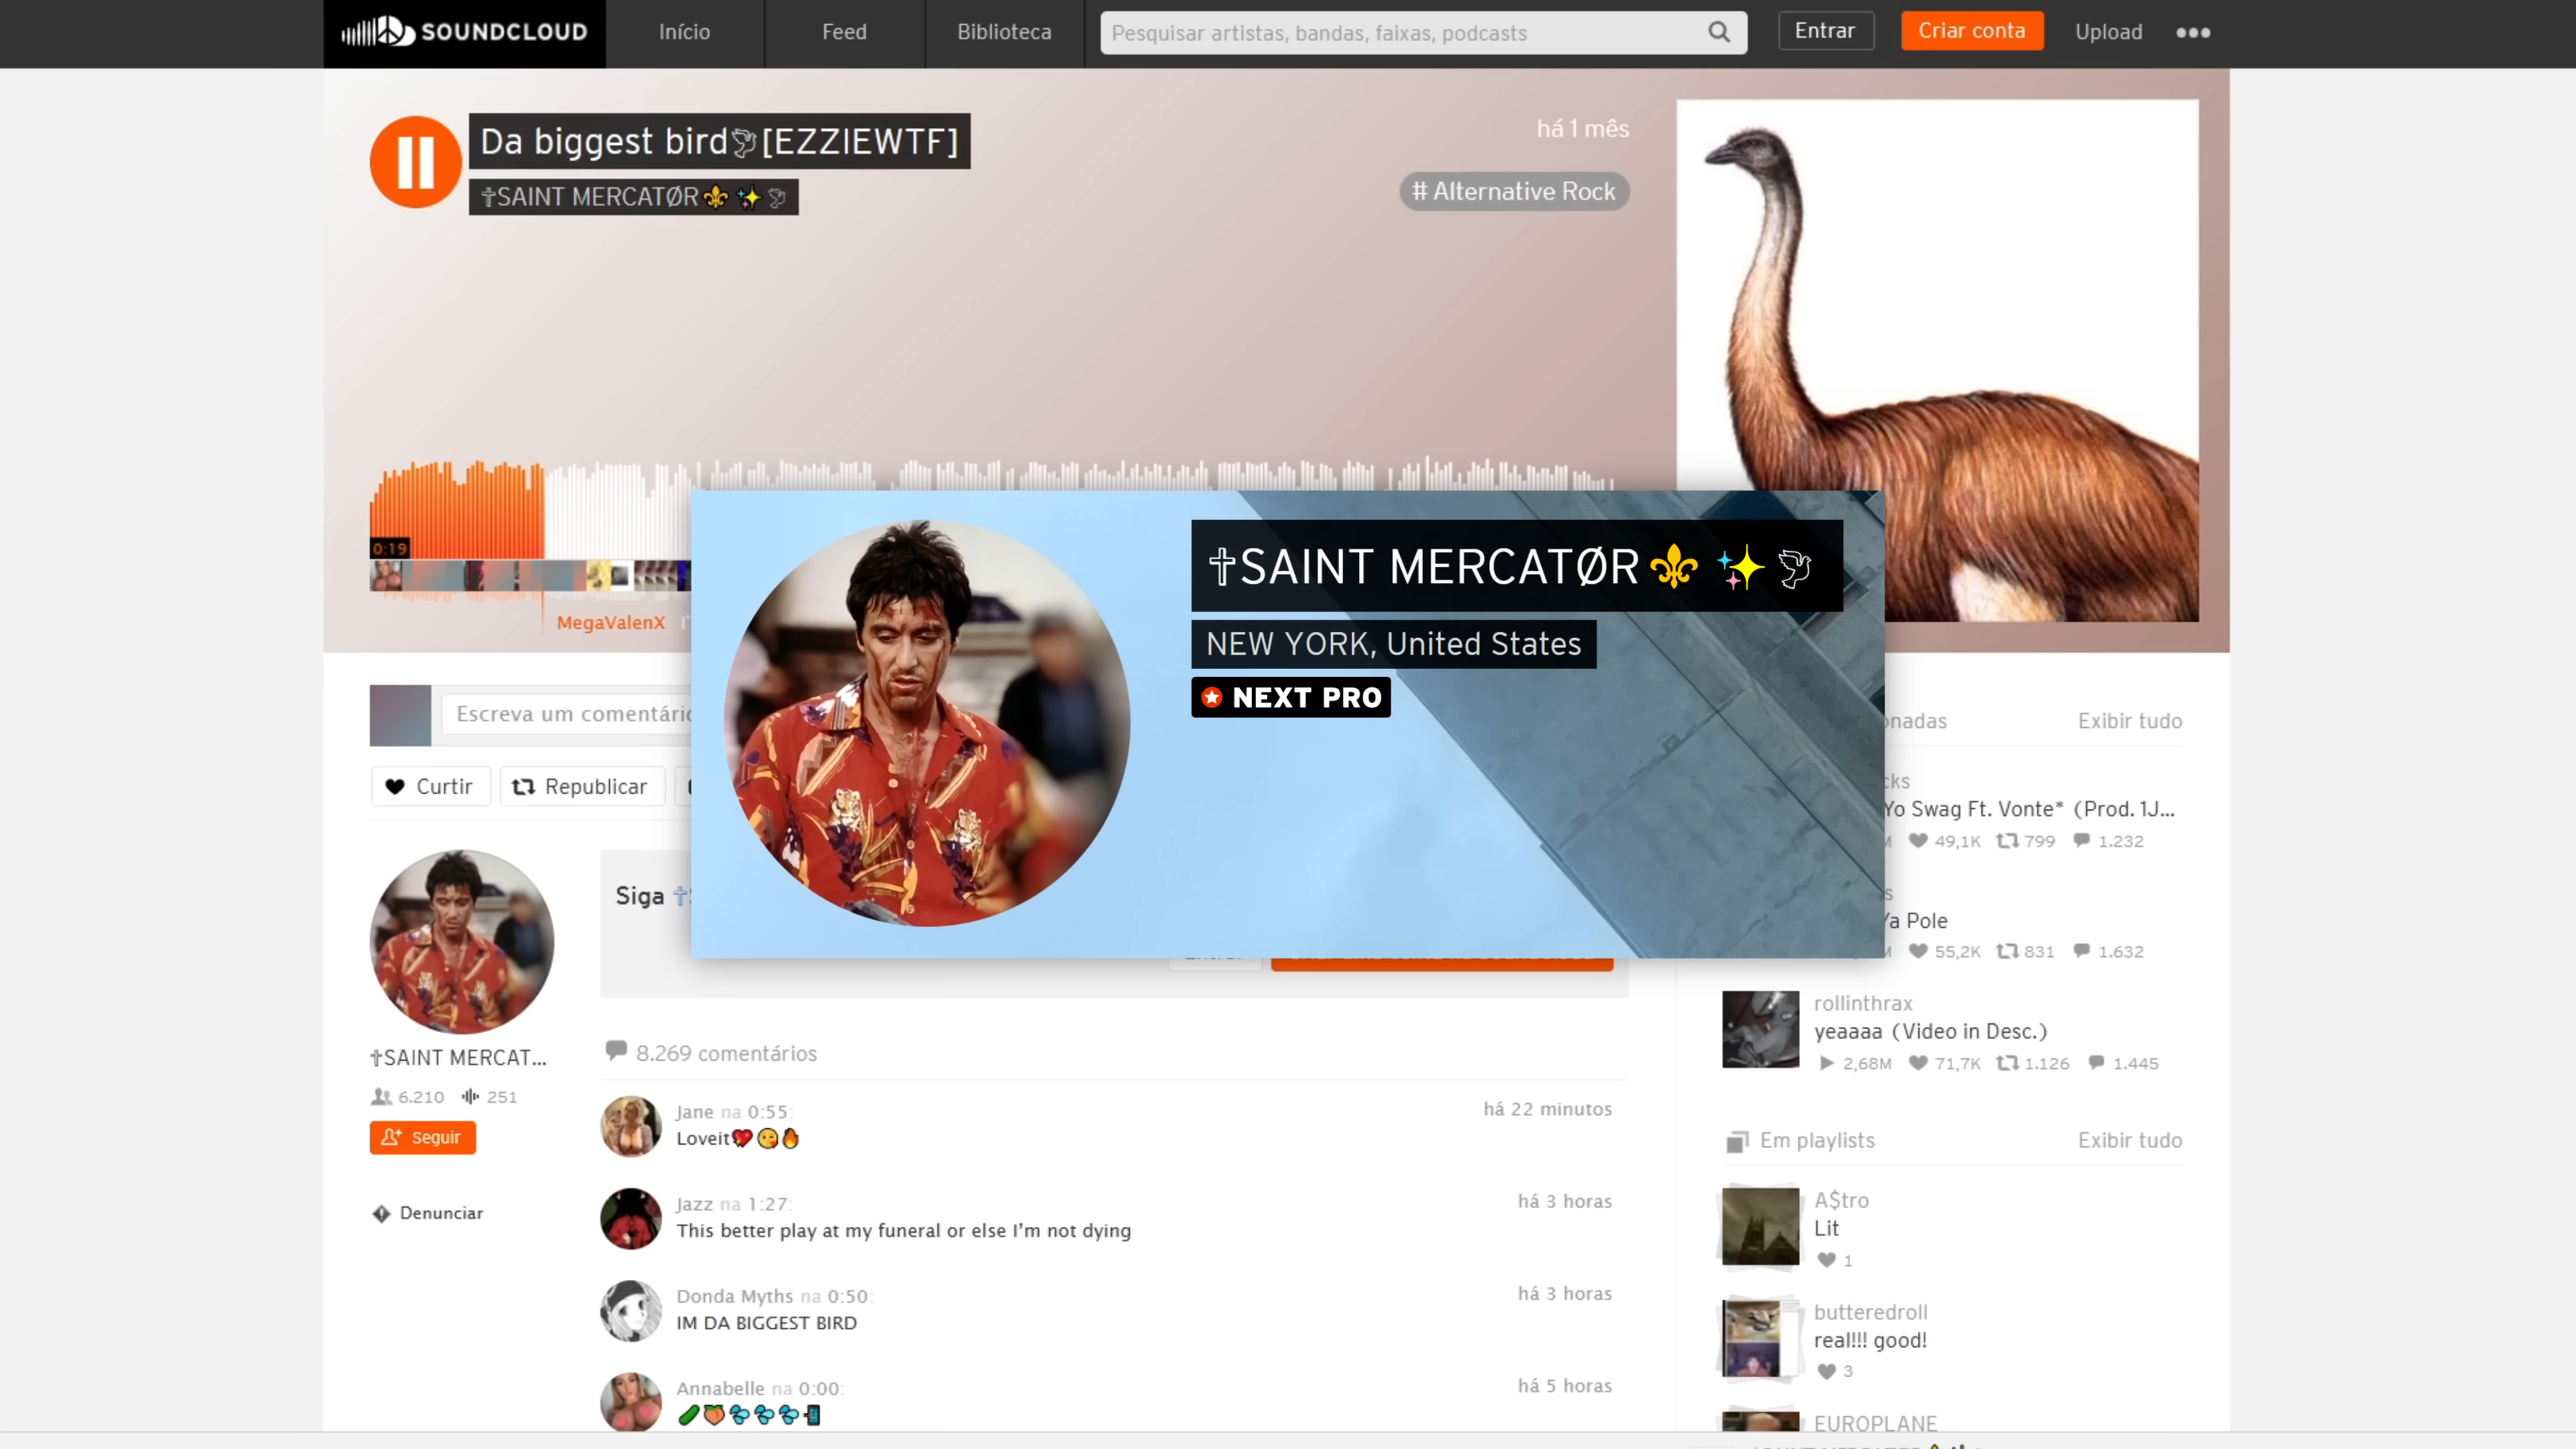 SOUNDCLOUD
Início
Feed
Biblioteca
Pesquisar artistas, bandas, faixas, podcasts
Entrar
Criar conta
Upload
Da biggest bird🕊[EZZIEWTF]
✞SAINT MERCATØR⚜ ✨🕊
há 1 mês
# Alternative Rock
0:19
MegaValenX
✞SAINT MERCATØR⚜ ✨🕊
NEW YORK, United States
NEXT PRO
Escreva um comentário
Curtir
Republicar
Siga
✞SAINT MERCAT...
6.210
251
Seguir
Denunciar
8.269 comentários
Jane na 0:55:
há 22 minutos
Loveit💖😘🔥
Jazz na 1:27:
há 3 horas
This better play at my funeral or else I'm not dying
Donda Myths na 0:50:
há 3 horas
IM DA BIGGEST BIRD
Annabelle na 0:00:
há 5 horas
🥒🍑💦💦💦📲
Exibir tudo
Yo Swag Ft. Vonte* (Prod. 1J...
49,1K 799 1.232
Ya Pole
55,2K 831 1.632
rollinthrax
yeaaaa (Video in Desc.)
2,68M 71,7K 1.126 1.445
Em playlists
Exibir tudo
A$tro
Lit
1
butteredroll
real!!! good!
3
EUROPLANE